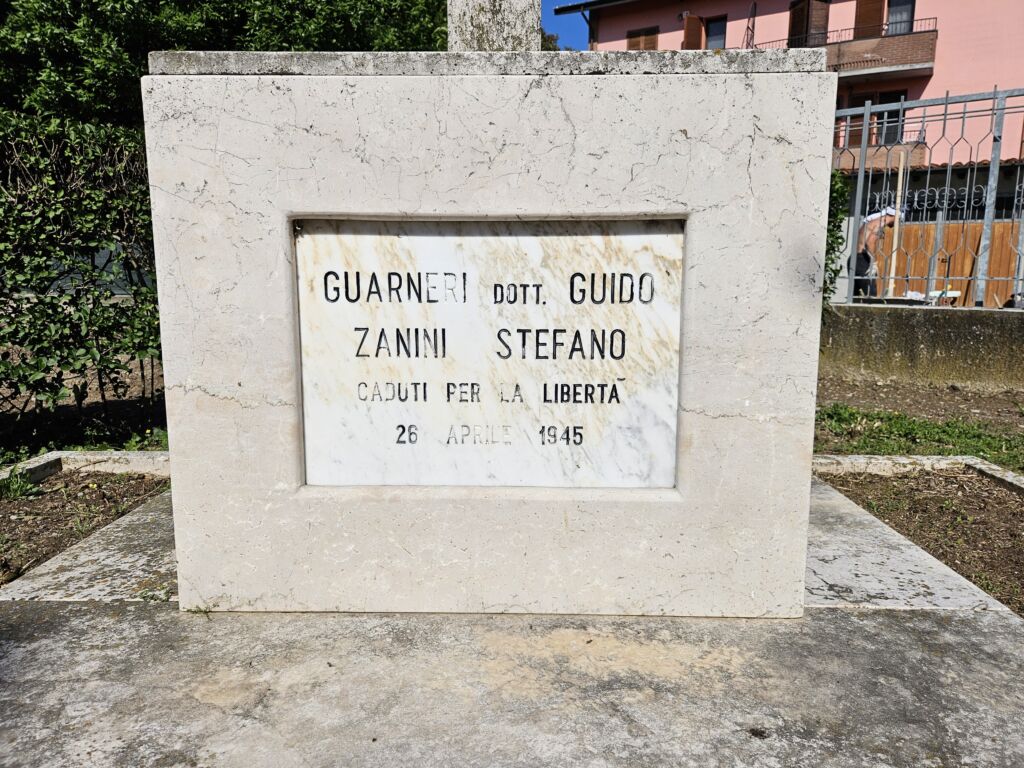 GUARNERI DOTT. GUIDO
ZANINI STEFANO
CADUTI PER LA LIBERTÀ
26 APRILE 1945